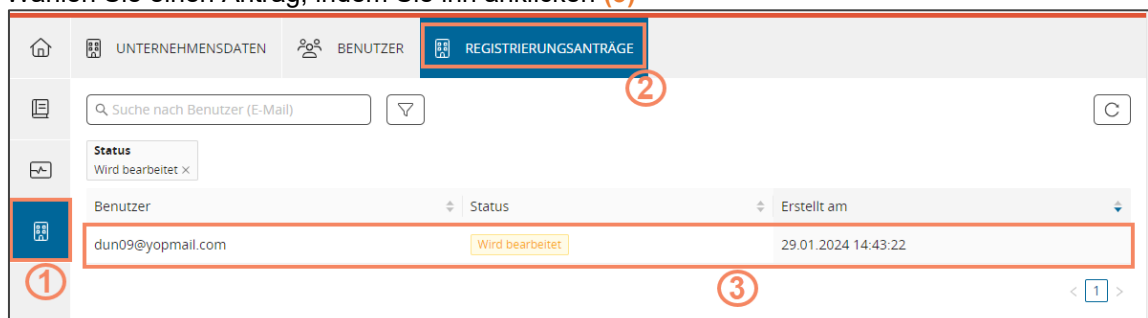 Wählen Sie einen Antrag, indem Sie ihn anklicken (3)
UNTERNEHMENSDATEN BENUTZER REGISTRIERUNGSANTRÄGE
2
Suche nach Benutzer (E-Mail)
Status
Wird bearbeitet ×
Benutzer Status Erstellt am
dun09@yopmail.com Wird bearbeitet 29.01.2024 14:43:22
1
3
< 1 >